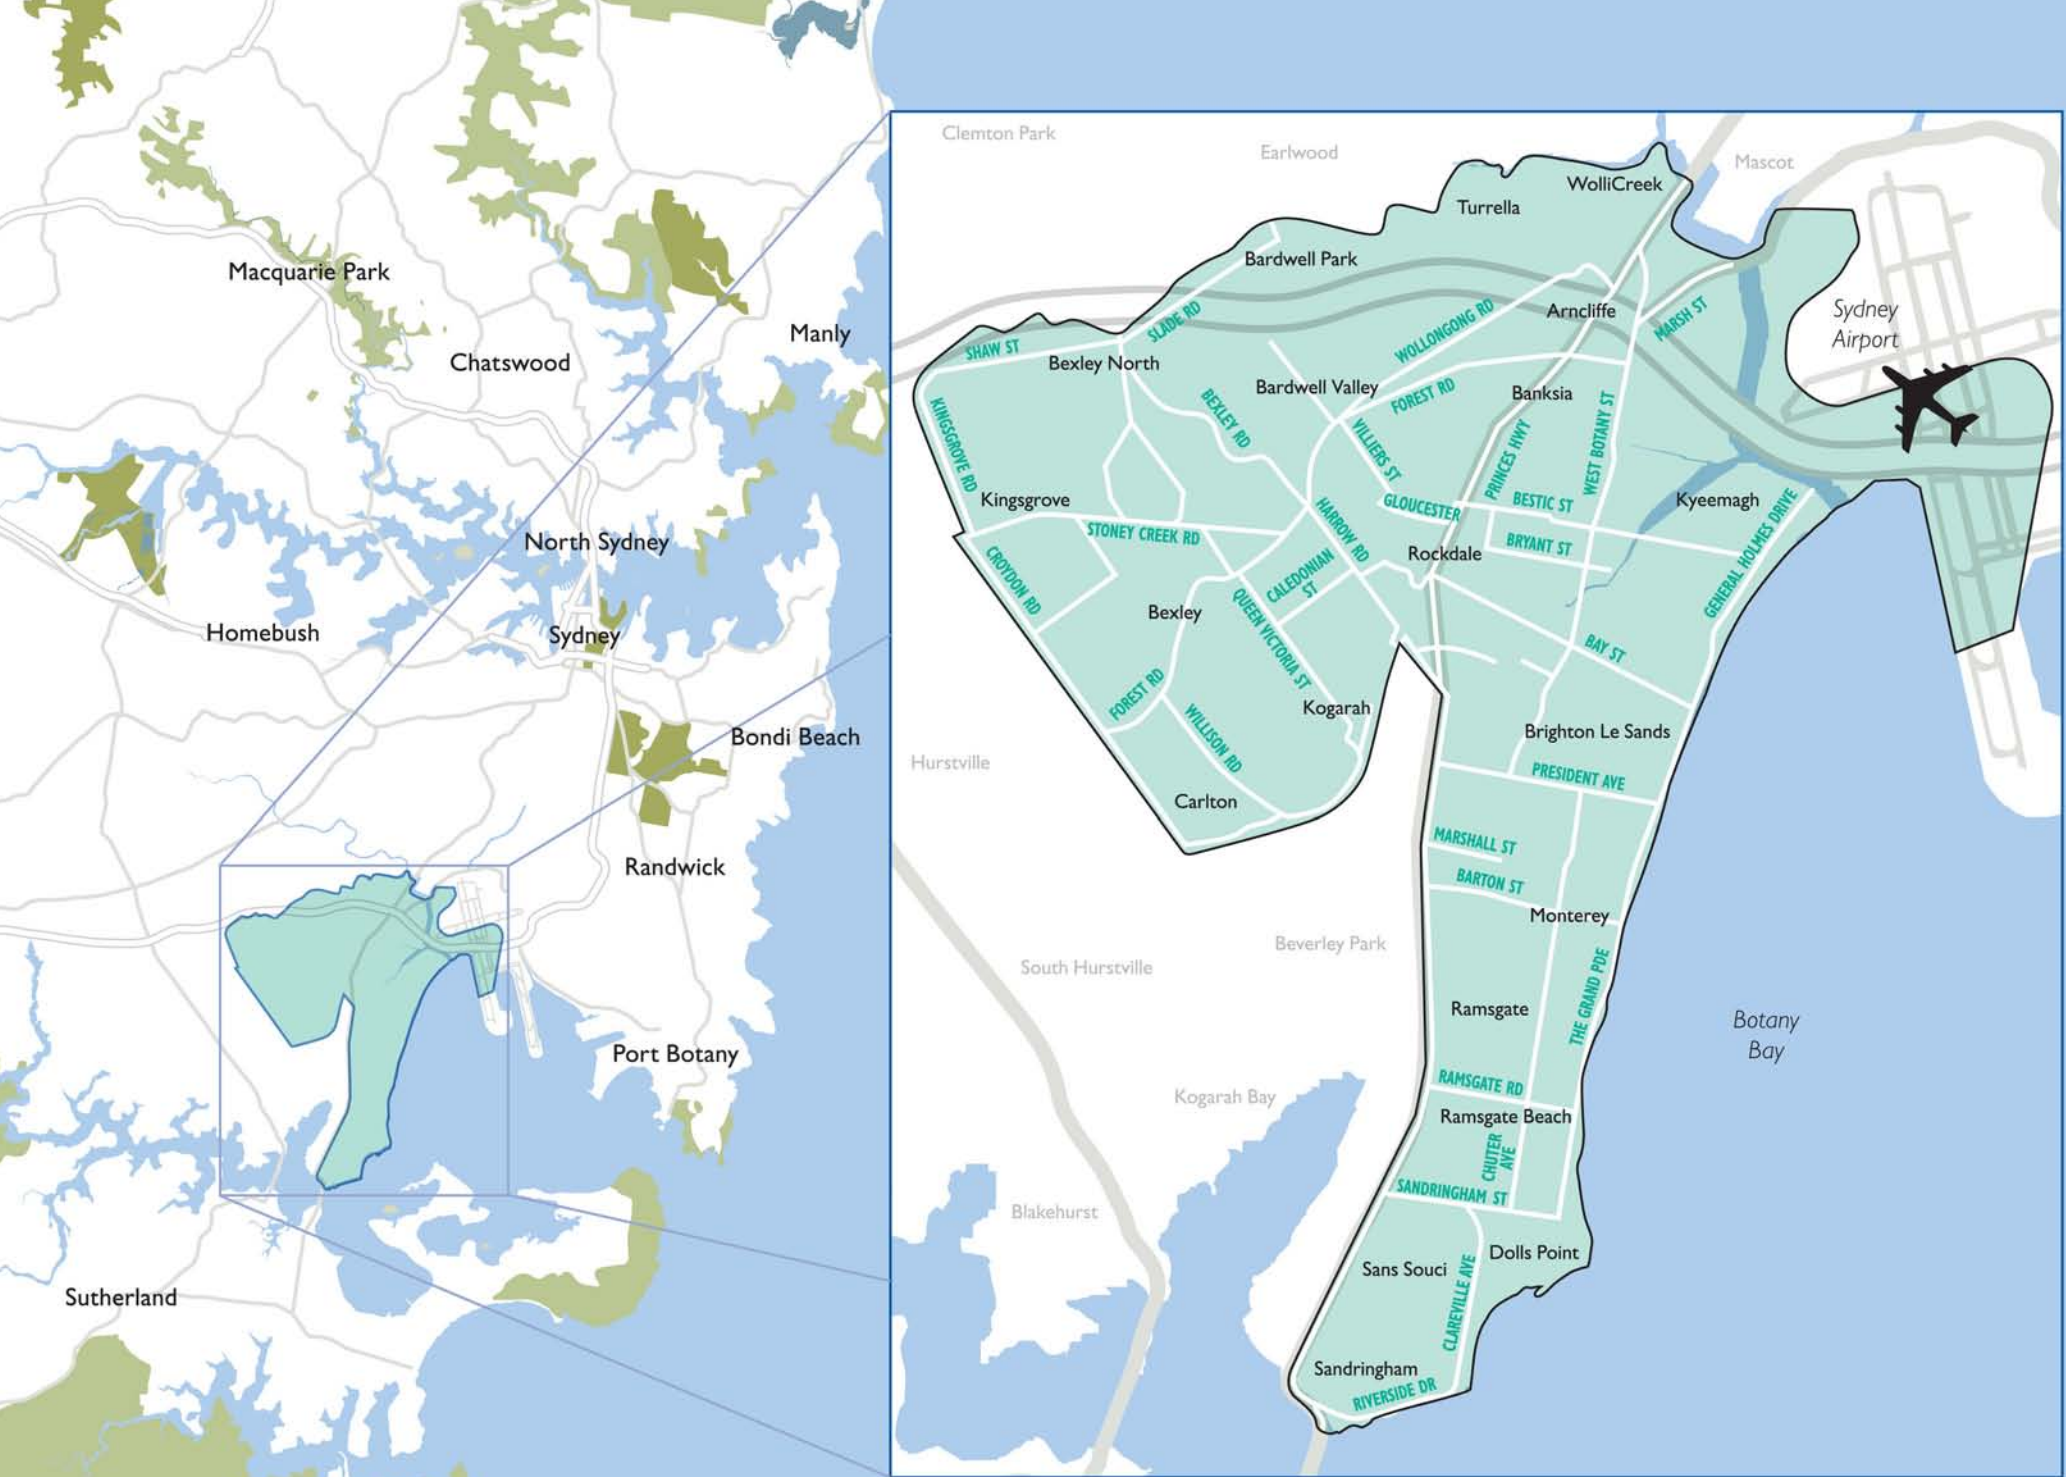 Macquarie Park
Manly
Chatswood
North Sydney
Homebush
Sydney
Bondi Beach
Randwick
Port Botany
Sutherland
Clemton Park
Earlwood
Mascot
WolliCreek
Turrella
Bardwell Park
Sydney
Airport
Arncliffe
MARSH ST
SLADE RD
WOLLONGONG RD
SHAW ST
Bexley North
Bardwell Valley
FOREST RD
Banksia
KINGSGROVE RD
BEXLEY RD
VILLIERS ST
PRINCES HWY
WEST BOTANY ST
Kingsgrove
GLOUCESTER
BESTIC ST
Kyeemagh
STONEY CREEK RD
HARROW RD
BRYANT ST
Rockdale
GENERAL HOLMES DRIVE
CROYDON RD
CALEDONIAN
ST
Bexley
QUEEN VICTORIA ST
BAY ST
FOREST RD
Kogarah
WILLISON RD
Brighton Le Sands
Hurstville
PRESIDENT AVE
Carlton
MARSHALL ST
BARTON ST
Monterey
Beverley Park
South Hurstville
THE GRAND PDE
Ramsgate
Botany
Bay
RAMSGATE RD
Kogarah Bay
Ramsgate Beach
CHUTER
AVE
SANDRINGHAM ST
Blakehurst
Dolls Point
Sans Souci
CLAREVILLE AVE
Sandringham
RIVERSIDE DR